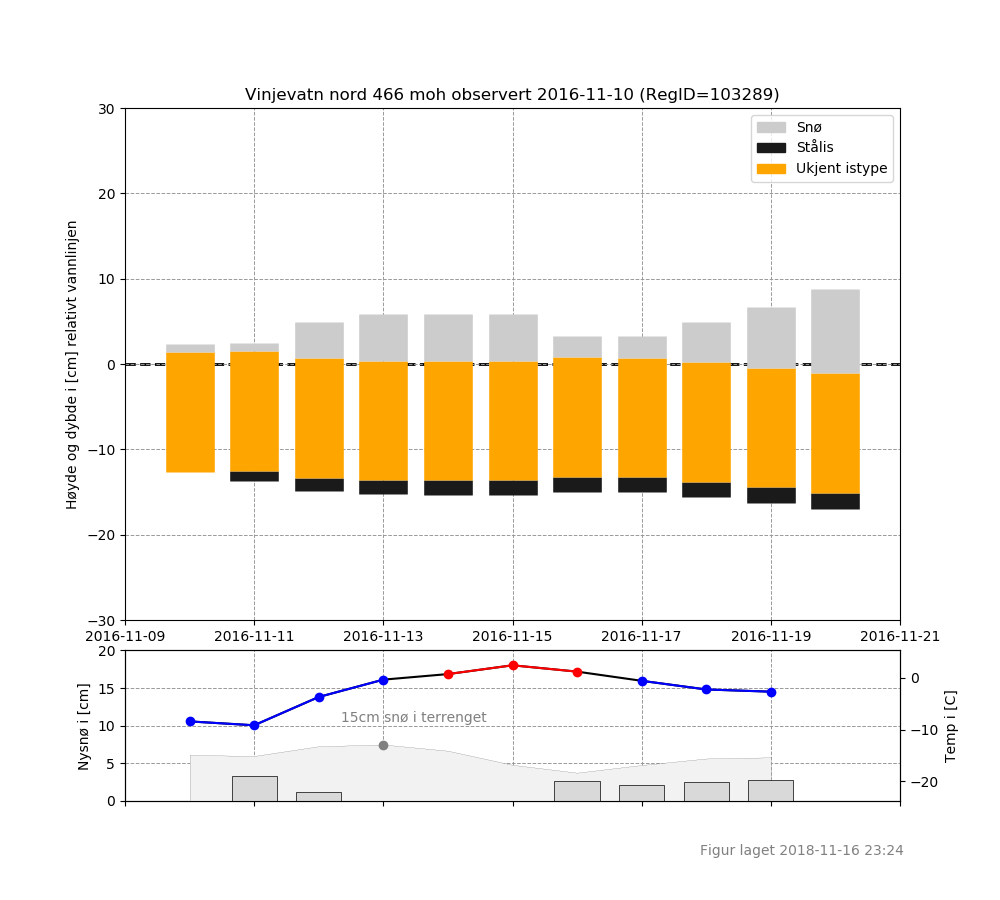 Vinjevatn nord 466 moh observert 2016-11-10 (RegID=103289)
Snø
Stålis
Ukjent istype
Høyde og dybde i [cm] relativt vannlinjen
30
20
10
0
−10
−20
−30
2016-11-09 2016-11-11 2016-11-13 2016-11-15 2016-11-17 2016-11-19 2016-11-21
Nysnø i [cm]
20
15
10
5
0
15cm snø i terrenget
0
−10
−20
Temp i [C]
Figur laget 2018-11-16 23:24